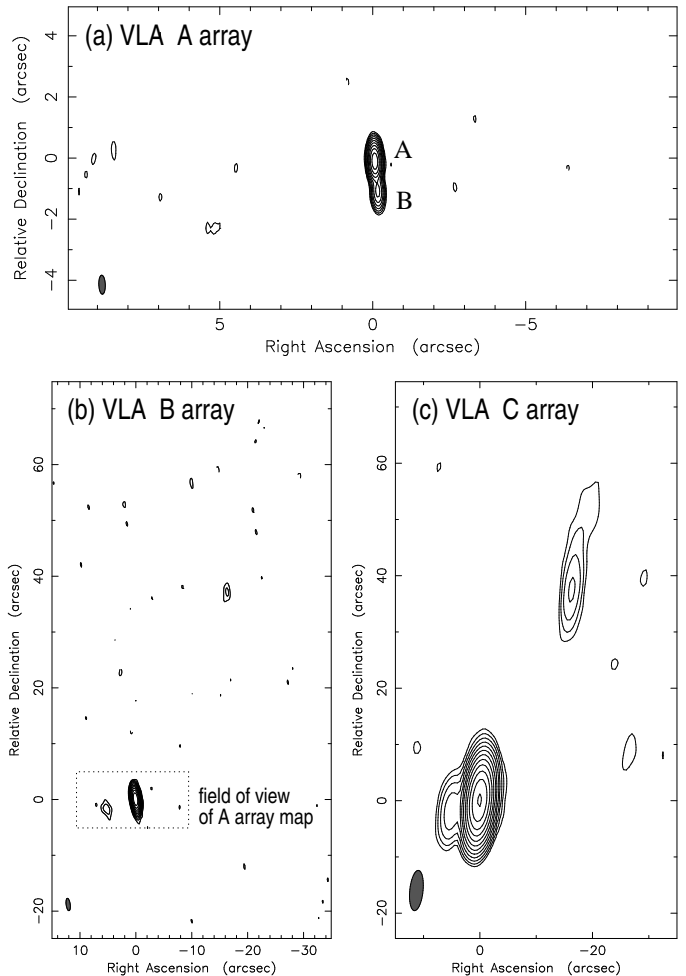 (a) VLA A array
Relative Declination (arcsec)
4
2
0
−2
−4
A
B
5
0
−5
Right Ascension (arcsec)
(b) VLA B array
Relative Declination (arcsec)
60
40
20
0
−20
field of view
of A array map
10
0
−10
−20
−30
Right Ascension (arcsec)
(c) VLA C array
Relative Declination (arcsec)
60
40
20
0
−20
0
−20
Right Ascension (arcsec)